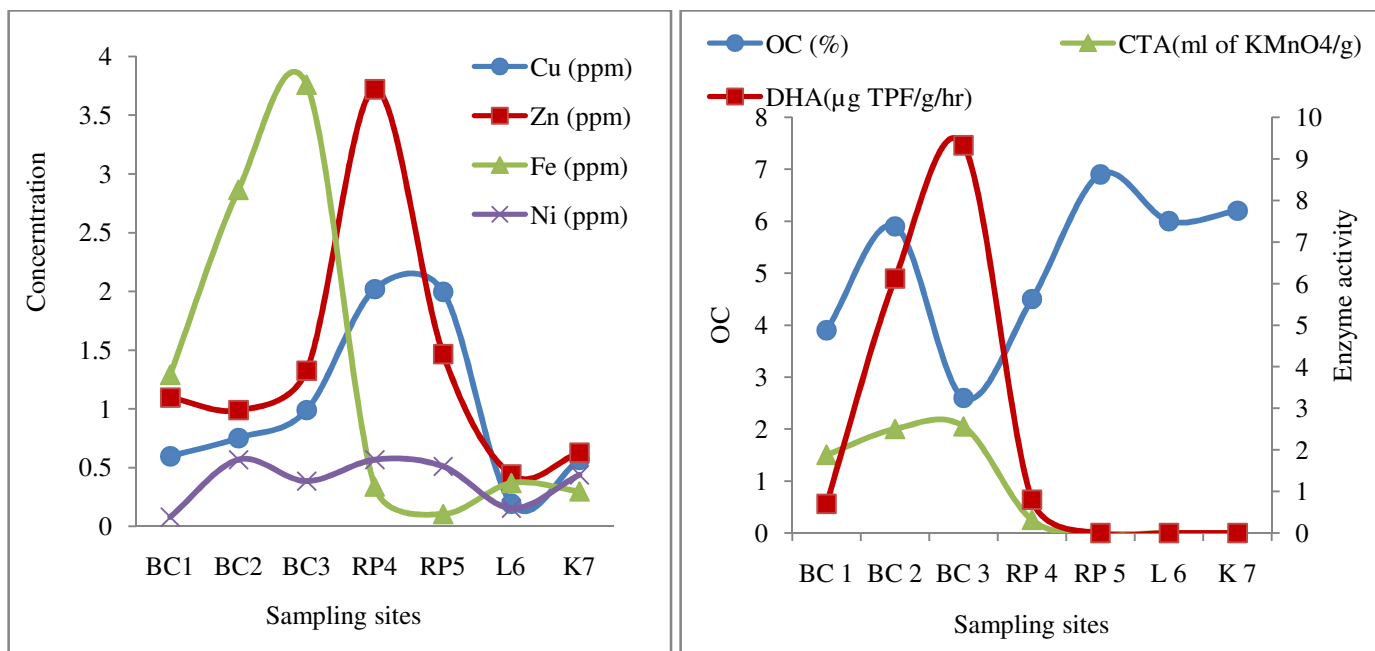 4
3.5
3
2.5
2
1.5
1
0.5
0
Concerntration
Cu (ppm)
Zn (ppm)
Fe (ppm)
Ni (ppm)
BC1 BC2 BC3 RP4 RP5 L6 K7
Sampling sites
OC (%)
CTA(ml of KMnO4/g)
DHA(µg TPF/g/hr)
8
7
6
5
4
3
2
1
0
OC
10
9
8
7
6
5
4
3
2
1
0
Enzyme activity
BC 1 BC 2 BC 3 RP 4 RP 5 L 6 K 7
Sampling sites